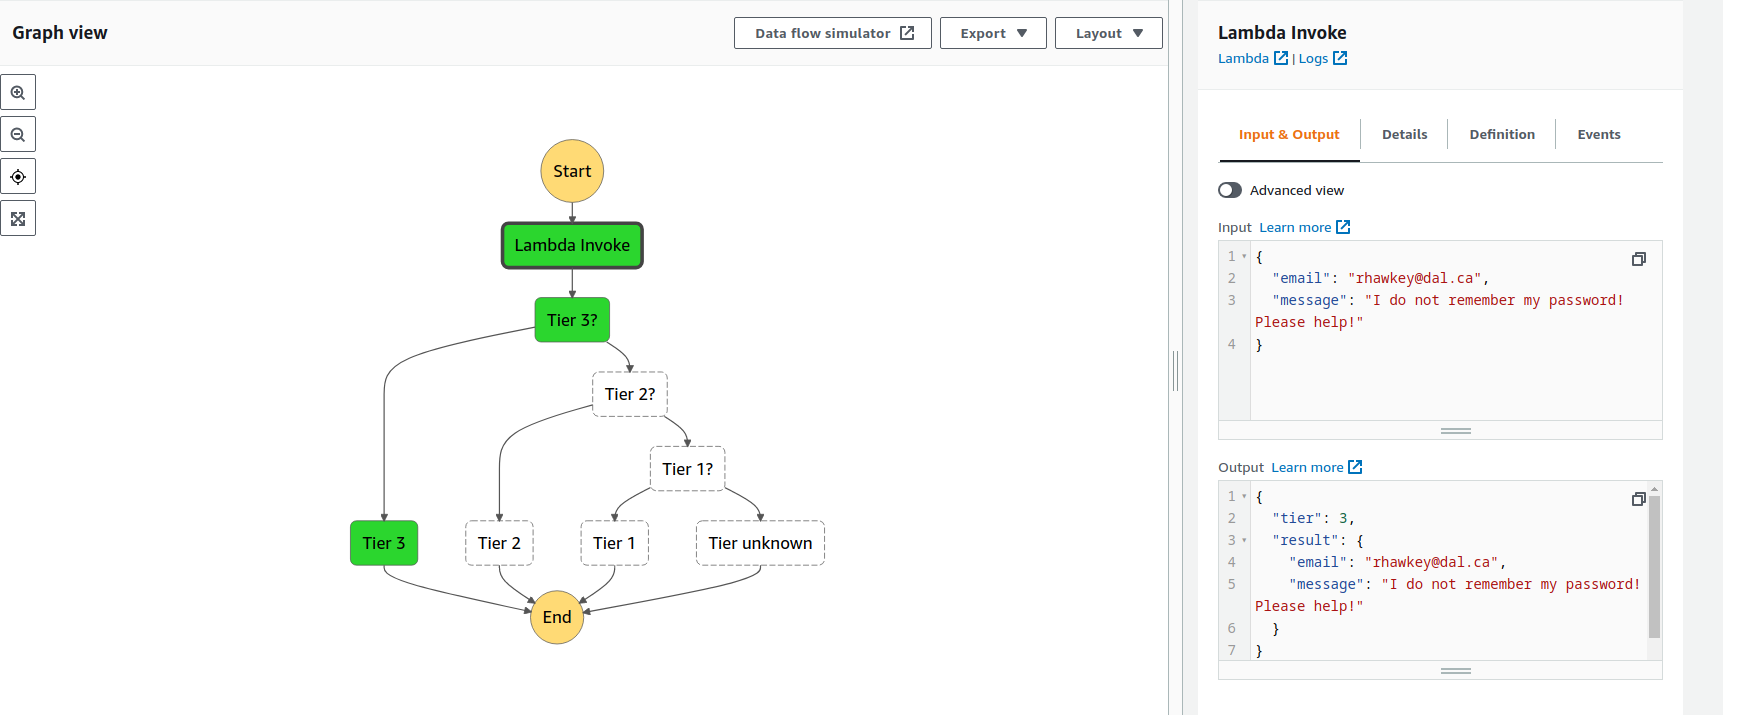 Graph view
Data flow simulator
Export
Layout
Start
Lambda Invoke
Tier 3?
Tier 2?
Tier 1?
Tier 3
Tier 2
Tier 1
Tier unknown
End
Lambda Invoke
Lambda | Logs
Input & Output
Details
Definition
Events
Advanced view
Input Learn more
1 {
2 "email": "rhawkey@dal.ca",
3 "message": "I do not remember my password!
Please help!"
4 }
Output Learn more
1 {
2 "tier": 3,
3 "result": {
4 "email": "rhawkey@dal.ca",
5 "message": "I do not remember my password!
Please help!"
6 }
7 }